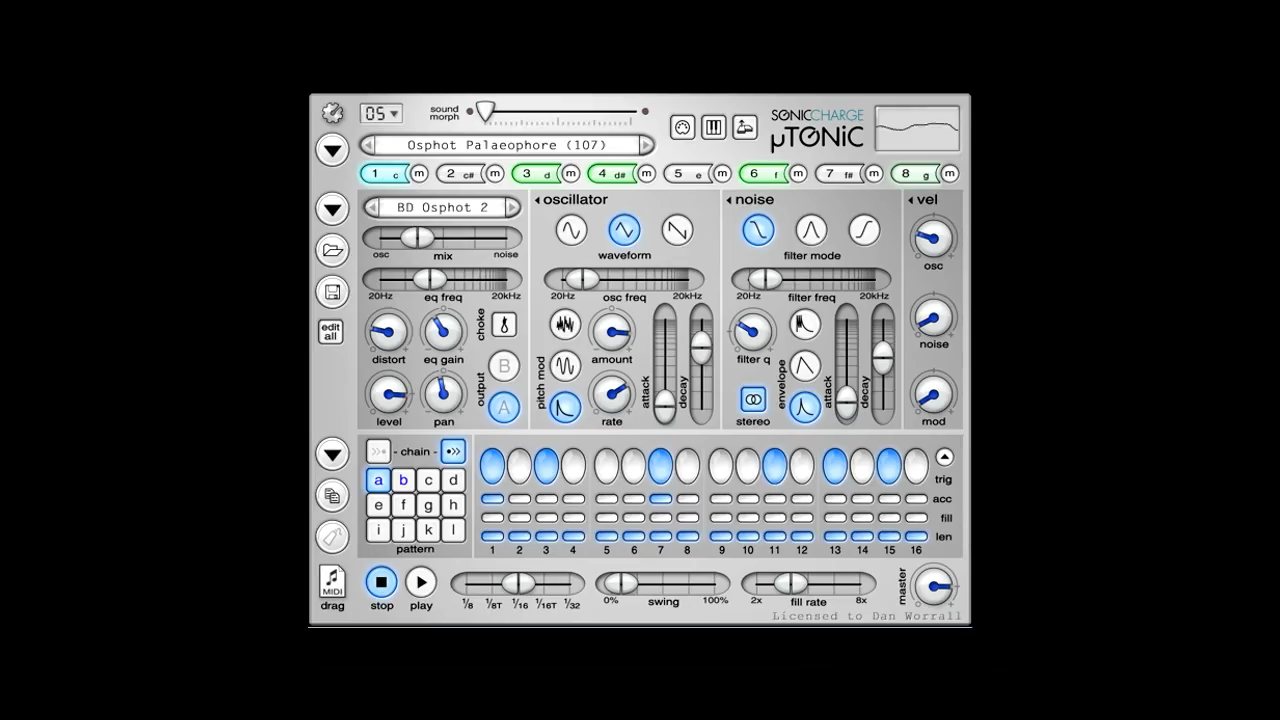 05 sound morph
SONICCHARGE
µTONIC
Osphot Palaeophore (107)
1 c m 2 c# m 3 d m 4 d# m 5 e m 6 f m 7 f# m 8 g m
BD Osphot 2
oscillator
noise
vel
osc mix noise
waveform
filter mode
osc
20Hz eq freq 20kHz
20Hz osc freq 20kHz
20Hz filter freq 20kHz
edit all
distort eq gain choke
pitch mod amount attack decay
filter q envelope attack decay
noise
output B A
level pan
rate
stereo
mod
- chain -
a b c d
e f g h
i j k l
pattern
trig
acc
fill
len
1 2 3 4 5 6 7 8 9 10 11 12 13 14 15 16
MIDI
drag stop play
1/8 1/8T 1/16 1/16T 1/32
0% swing 100%
2x fill rate 8x
master
Licensed to Dan Worrall